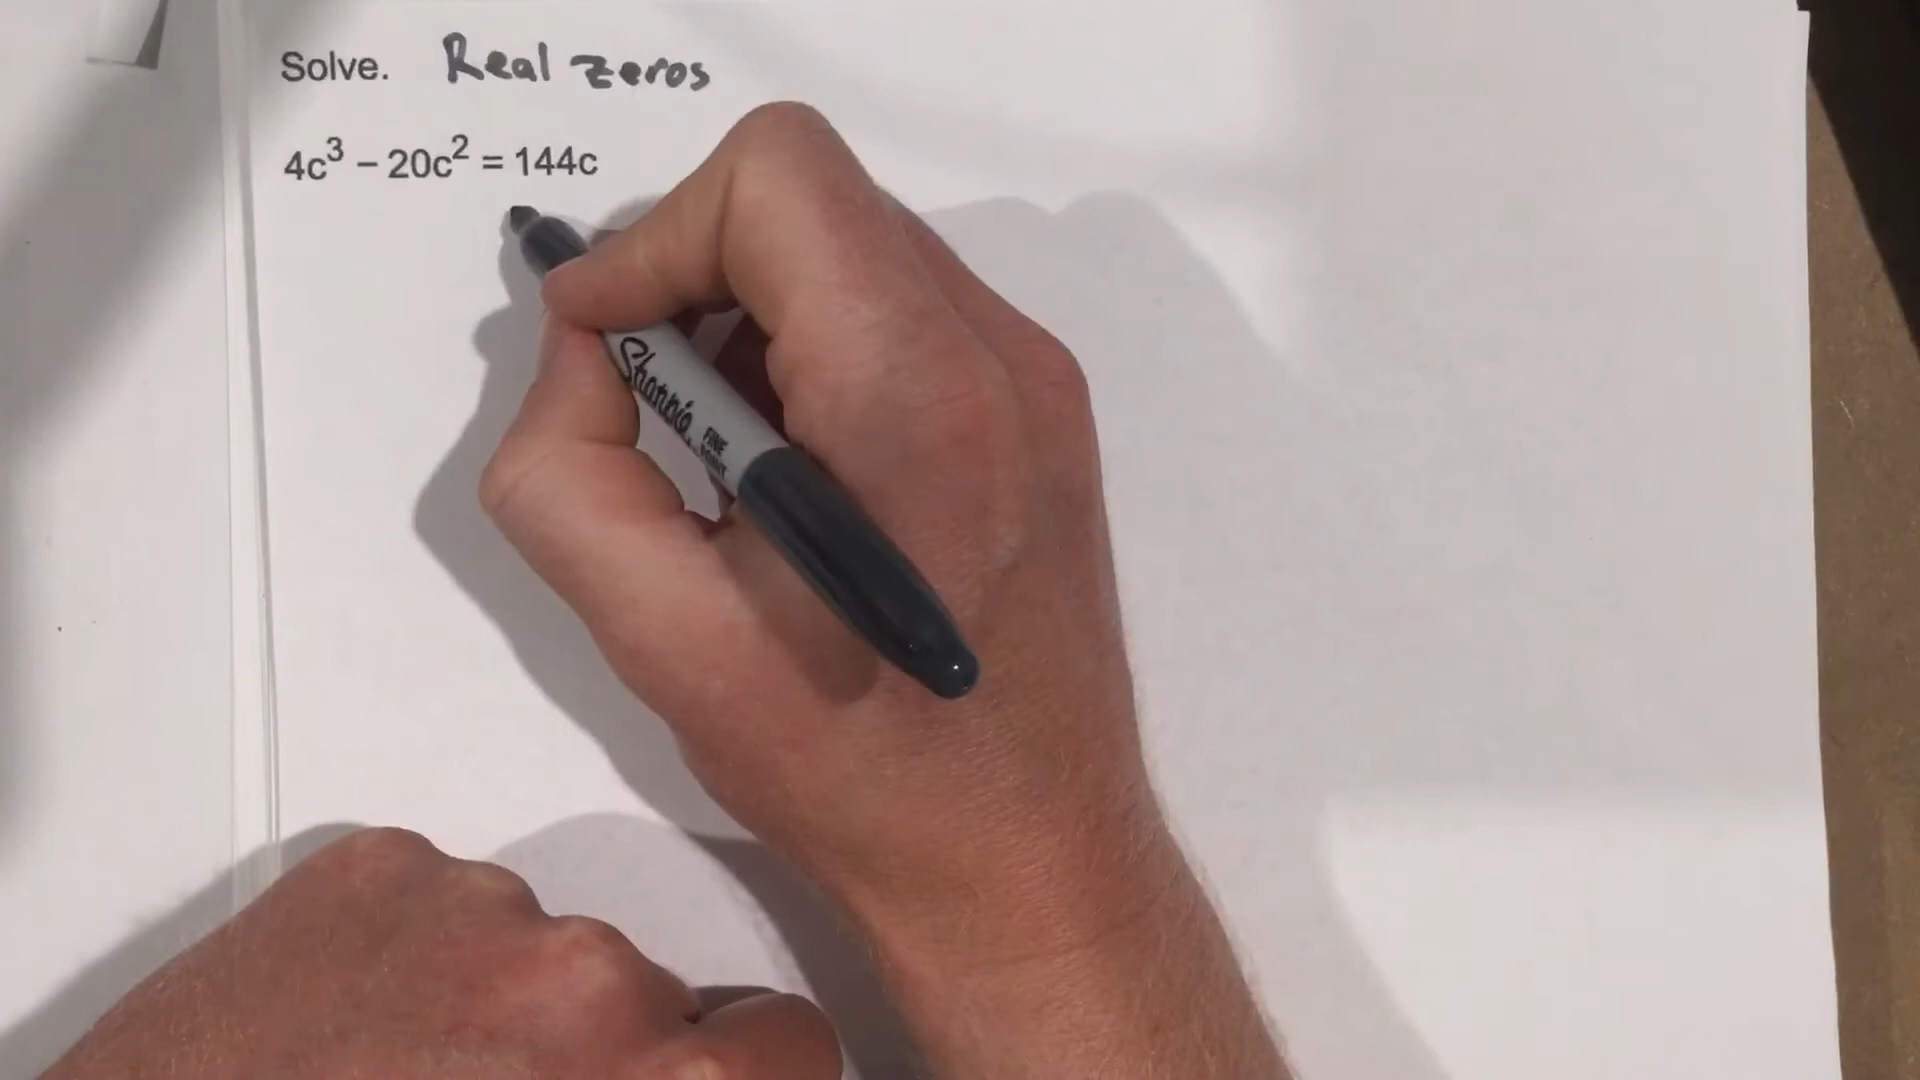 Solve. Real zeros
4c³ – 20c² = 144c
Sharpie
FINE
POINT